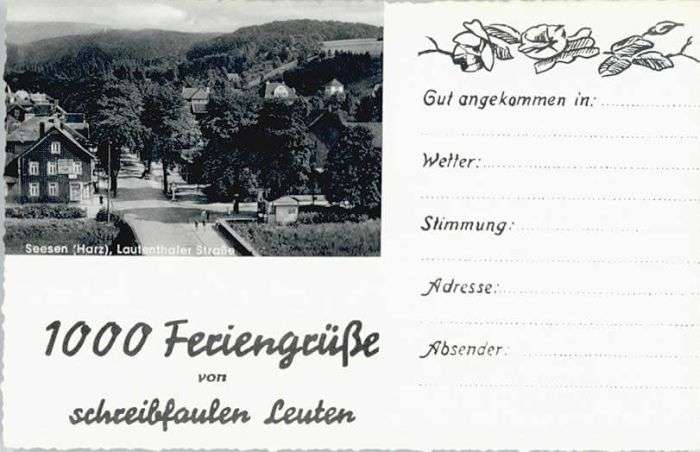 Seesen (Harz), Lautenthaler Straße
1000 Feriengrüße
von
schreibfaulen Leuten
Gut angekommen in:
Wetter:
Stimmung:
Adresse:
Absender: